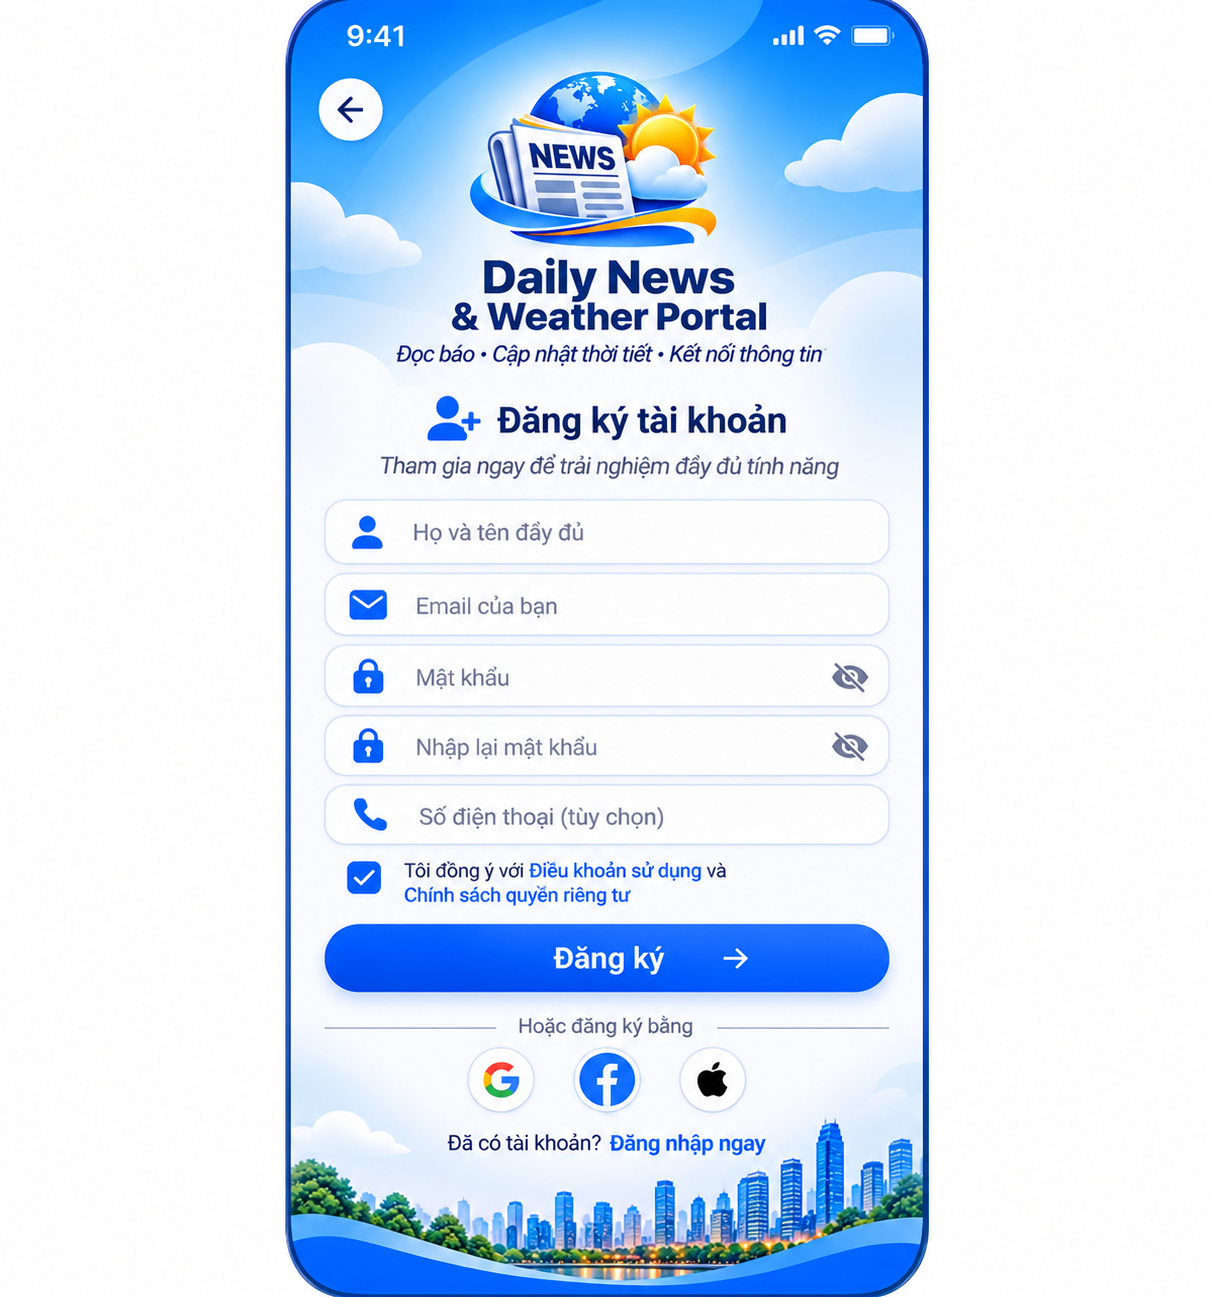 9:41
NEWS
Daily News
& Weather Portal
Đọc báo • Cập nhật thời tiết • Kết nối thông tin
Đăng ký tài khoản
Tham gia ngay để trải nghiệm đầy đủ tính năng
Họ và tên đầy đủ
Email của bạn
Mật khẩu
Nhập lại mật khẩu
Số điện thoại (tùy chọn)
Tôi đồng ý với Điều khoản sử dụng và
Chính sách quyền riêng tư
Đăng ký →
Hoặc đăng ký bằng
Đã có tài khoản? Đăng nhập ngay